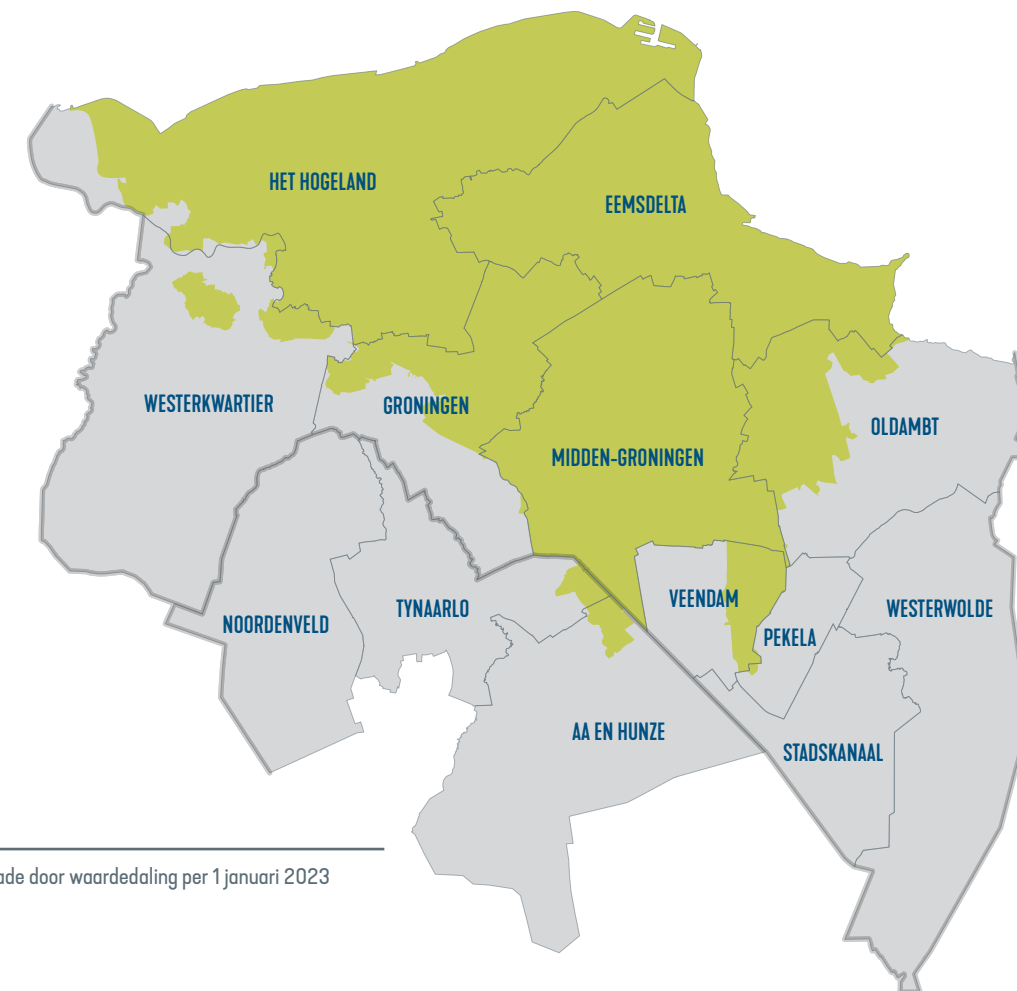 HET HOGELAND
EEMSDELTA
WESTERKWARTIER
GRONINGEN
OLDAMBT
MIDDEN-GRONINGEN
VEENDAM
TYNAARLO
WESTERWOLDE
NOORDENVELD
PEKELA
AA EN HUNZE
STADSKANAAL
door waardedaling per 1 januari 2023